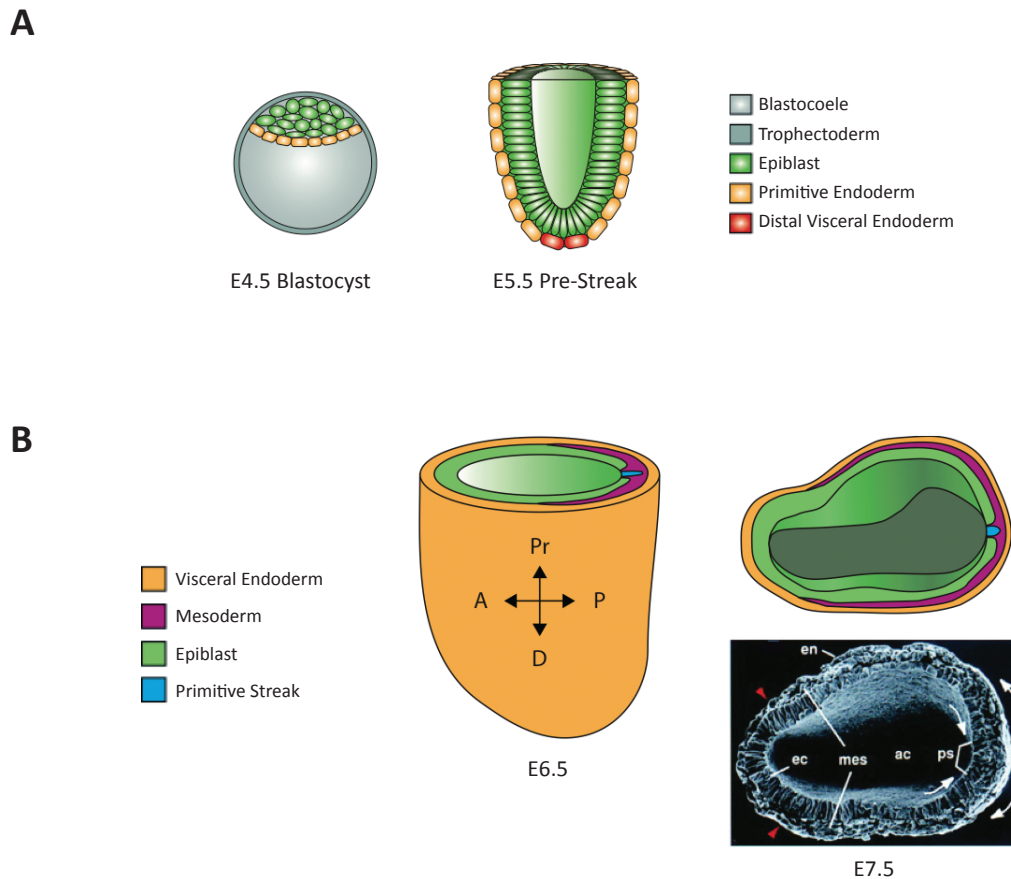 A
Blastocoele
Trophectoderm
Epiblast
Primitive Endoderm
Distal Visceral Endoderm
E4.5 Blastocyst
E5.5 Pre-Streak
B
Pr
A
P
D
Visceral Endoderm
Mesoderm
Epiblast
Primitive Streak
E6.5
en
ec
mes
ac
ps
E7.5